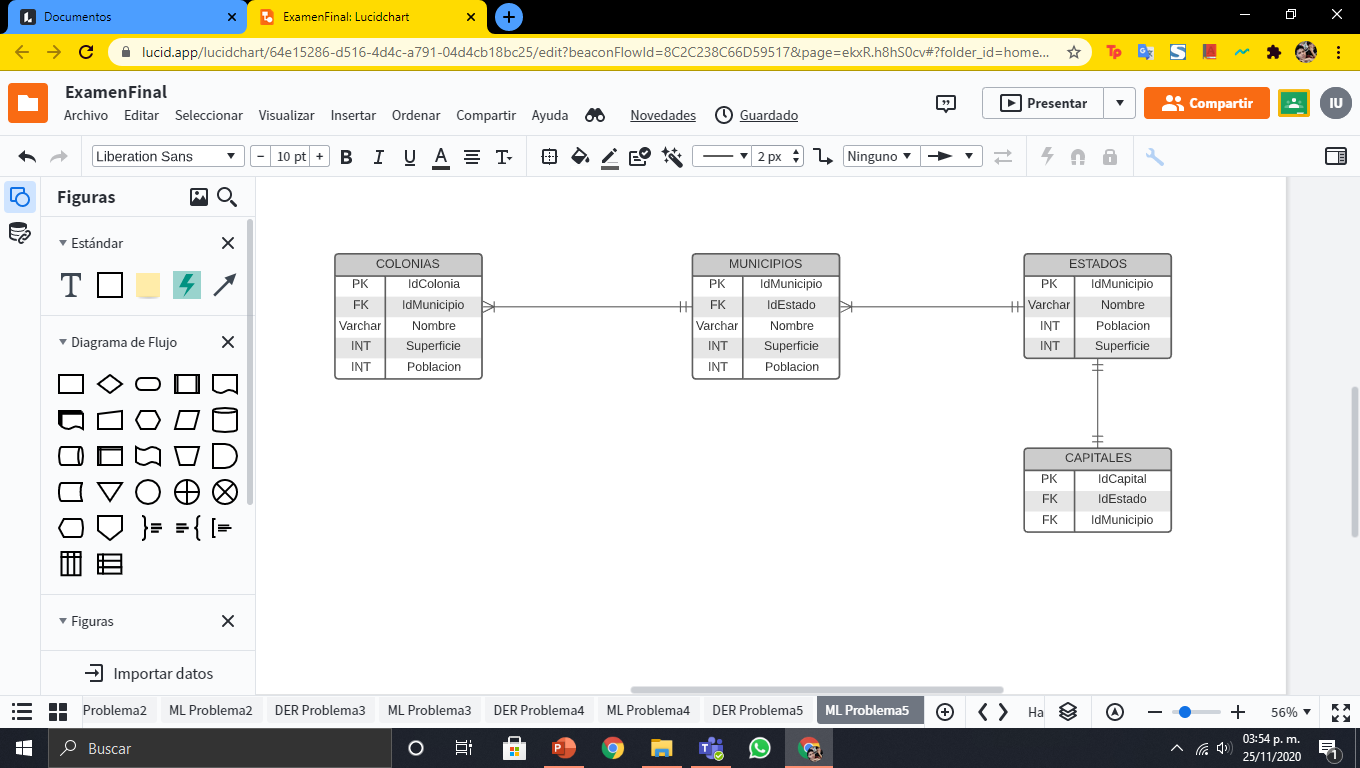 Documentos
ExamenFinal: Lucidchart
lucid.app/lucidchart/64e15286-d516-4d4c-a791-04d4cb18bc25/edit?beaconFlowId=8C2C238C66D59517&page=ekxR.h8hS0cv#?folder_id=home...
ExamenFinal
Archivo Editar Seleccionar Visualizar Insertar Ordenar Compartir Ayuda Novedades Guardado
Presentar
Compartir
IU
Liberation Sans
10 pt
B I U A T
2 px
Ninguno
Figuras
Estándar
T
Diagrama de Flujo
Figuras
Importar datos
COLONIAS
PK IdColonia
FK IdMunicipio
Varchar Nombre
INT Superficie
INT Poblacion
MUNICIPIOS
PK IdMunicipio
FK IdEstado
Varchar Nombre
INT Superficie
INT Poblacion
ESTADOS
PK IdMunicipio
Varchar Nombre
INT Poblacion
INT Superficie
CAPITALES
PK IdCapital
FK IdEstado
FK IdMunicipio
Problema2 ML Problema2 DER Problema3 ML Problema3 DER Problema4 ML Problema4 DER Problema5 ML Problema5
Ha
56%
Buscar
03:54 p. m.
25/11/2020
1